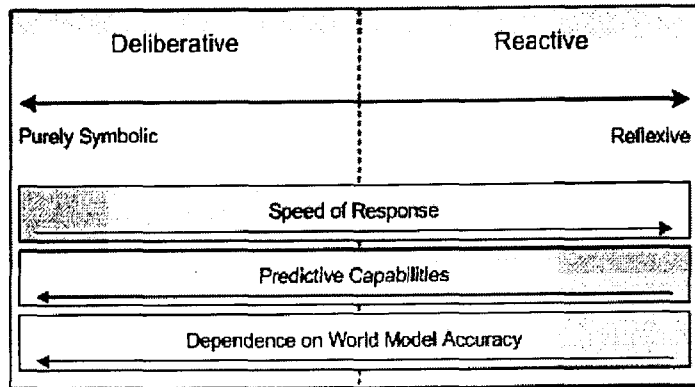 Deliberative
Reactive
Purely Symbolic
Reflexive
Speed of Response
Predictive Capabilities
Dependence on World Model Accuracy